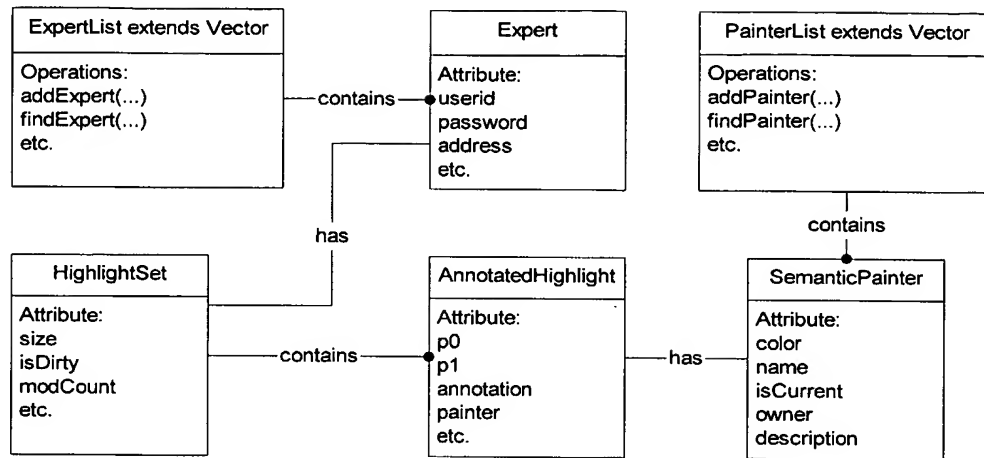 ExpertList extends Vector
Operations:
addExpert(...)
findExpert(...)
etc.
contains
Expert
Attribute:
userid
password
address
etc.
PainterList extends Vector
Operations:
addPainter(...)
findPainter(...)
etc.
has
contains
HighlightSet
Attribute:
size
isDirty
modCount
etc.
contains
AnnotatedHighlight
Attribute:
p0
p1
annotation
painter
etc.
has
SemanticPainter
Attribute:
color
name
isCurrent
owner
description